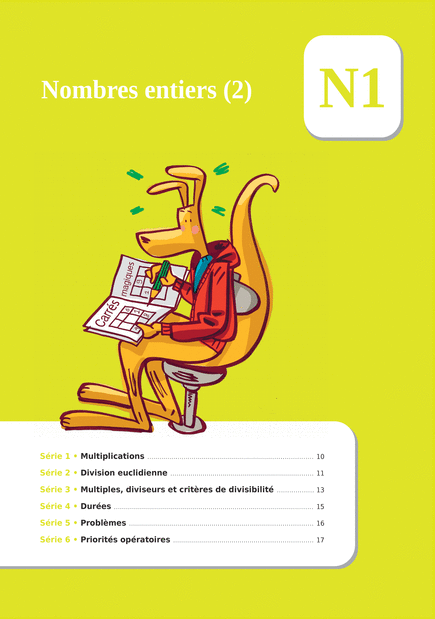 Nombres entiers (2)
N1
Carrés
magiques
Série 1 • Multiplications ........ 10
Série 2 • Division euclidienne ........ 11
Série 3 • Multiples, diviseurs et critères de divisibilité ........ 13
Série 4 • Durées ........ 15
Série 5 • Problèmes ........ 16
Série 6 • Priorités opératoires ........ 17